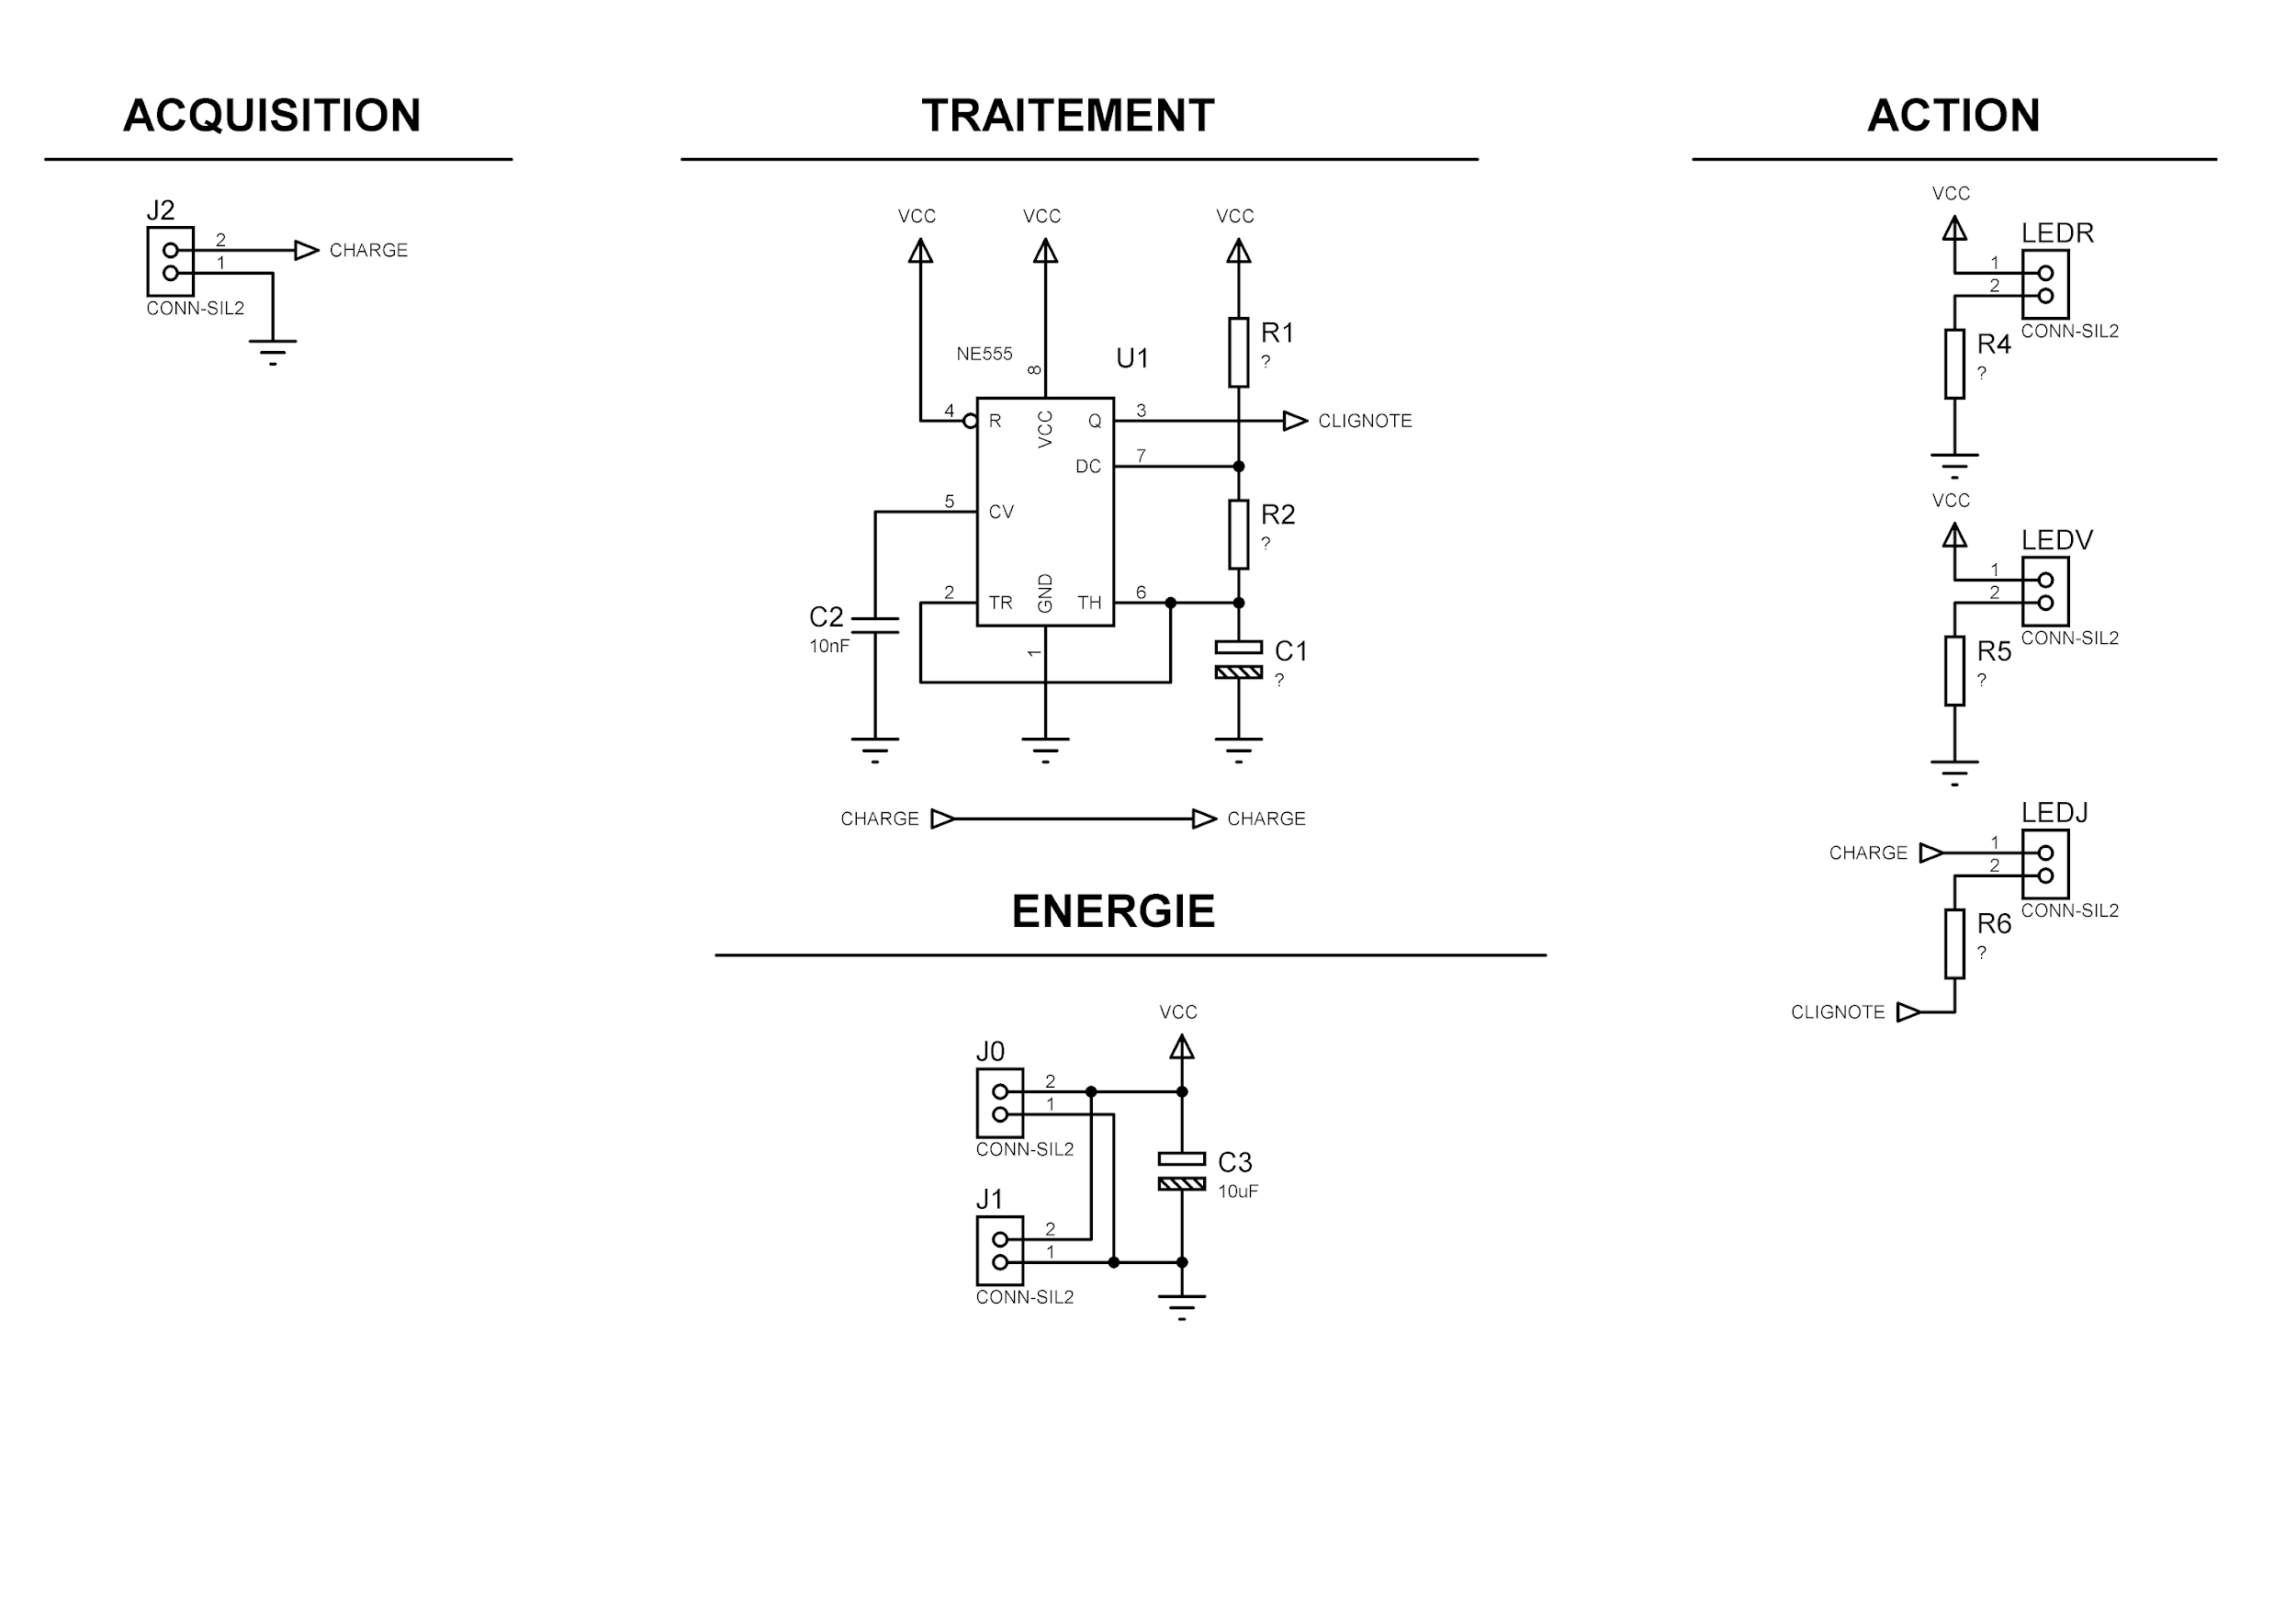 ACQUISITION
J2
2
1
CHARGE
CONN-SIL2
TRAITEMENT
VCC
VCC
VCC
NE555
8
U1
R1
?
4
R
VCC
Q
3
CLIGNOTE
DC
7
5
CV
R2
?
2
TR
GND
TH
6
C2
10nF
1
C1
?
CHARGE
CHARGE
ENERGIE
VCC
J0
2
1
CONN-SIL2
C3
10uF
J1
2
1
CONN-SIL2
ACTION
VCC
LEDR
1
2
CONN-SIL2
R4
?
VCC
LEDV
1
2
CONN-SIL2
R5
?
LEDJ
CHARGE
1
2
CONN-SIL2
R6
?
CLIGNOTE